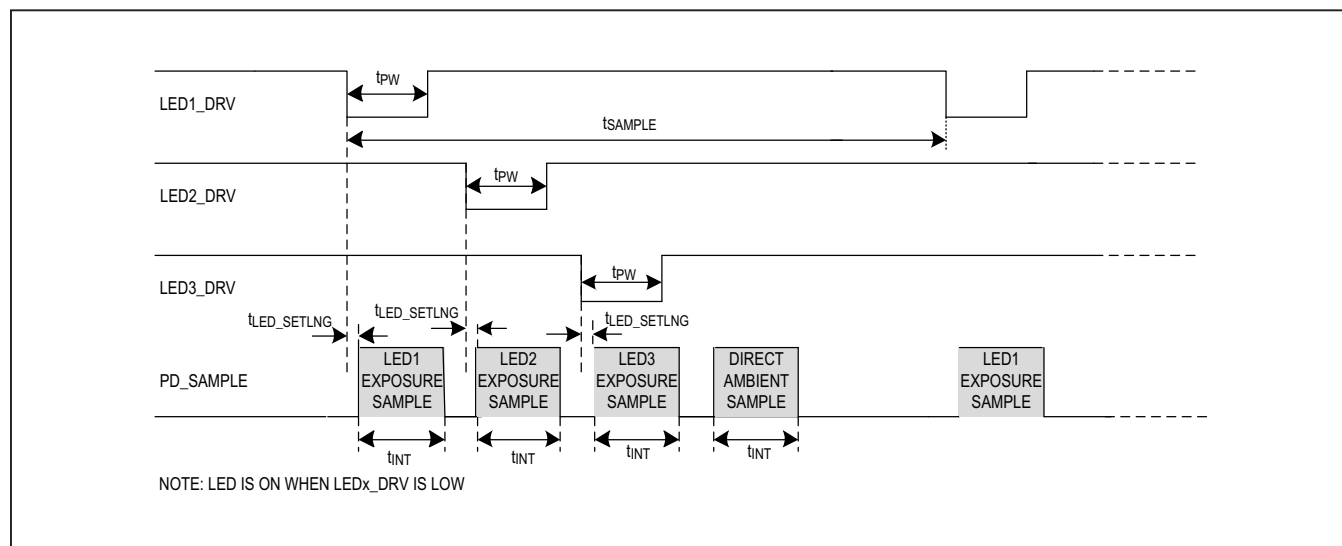 tPW
LED1_DRV
tSAMPLE
tPW
LED2_DRV
tPW
LED3_DRV
tLED_SETLNG
tLED_SETLNG
tLED_SETLNG
PD_SAMPLE
LED1
EXPOSURE
SAMPLE
LED2
EXPOSURE
SAMPLE
LED3
EXPOSURE
SAMPLE
DIRECT
AMBIENT
SAMPLE
LED1
EXPOSURE
SAMPLE
tINT
tINT
tINT
tINT
NOTE: LED IS ON WHEN LEDx_DRV IS LOW